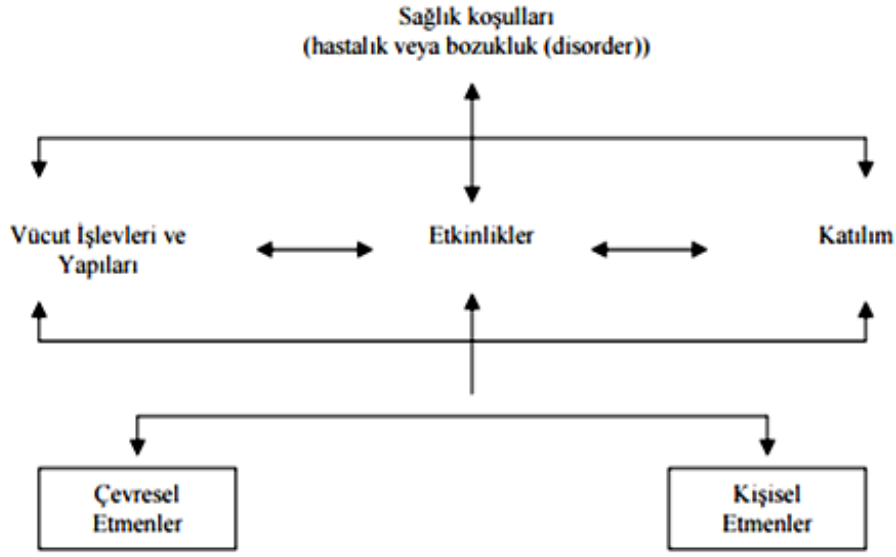 Sağlık koşulları
(hastalık veya bozukluk (disorder))
Vücut İşlevleri ve
Yapıları
Etkinlikler
Katılım
Çevresel
Etmenler
Kişisel
Etmenler